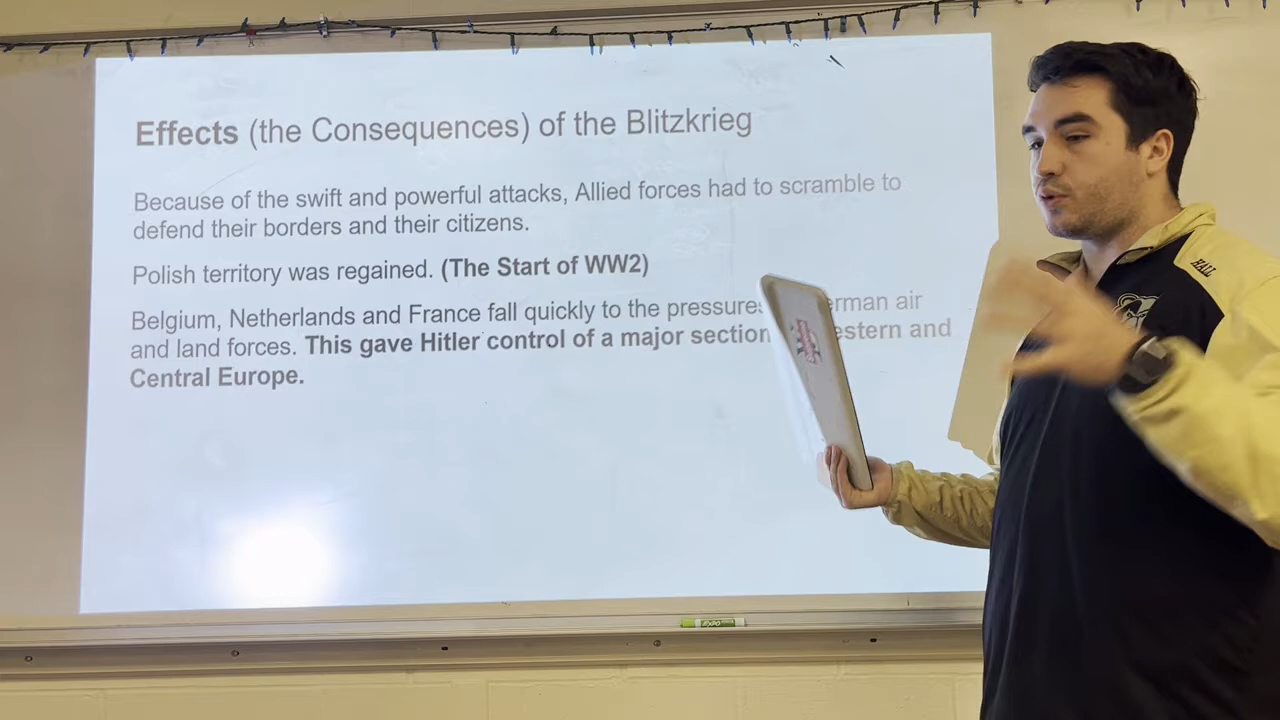 Effects (the Consequences) of the Blitzkrieg
Because of the swift and powerful attacks, Allied forces had to scramble to
defend their borders and their citizens.
Polish territory was regained. (The Start of WW2)
Belgium, Netherlands and France fall quickly to the pressures erman air
and land forces. This gave Hitler control of a major section estern and
Central Europe.
HALL
EXPO